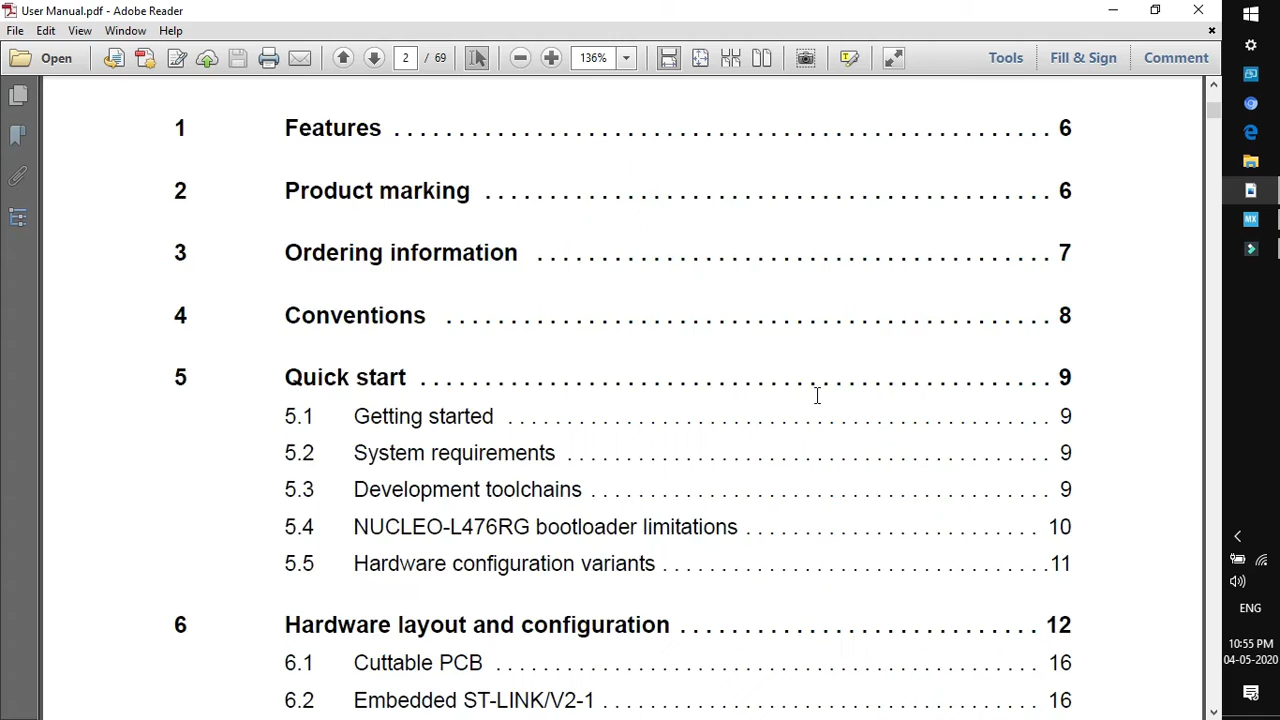 User Manual.pdf - Adobe Reader
File Edit View Window Help
Open 2 / 69 136% Tools Fill & Sign Comment
1 Features . . . . . . . . . . . . . . . . . . . . . . . . . . . . . . . . . . . . . . . . . . . . . . . . . . . 6
2 Product marking . . . . . . . . . . . . . . . . . . . . . . . . . . . . . . . . . . . . . . . . . . . . 6
3 Ordering information . . . . . . . . . . . . . . . . . . . . . . . . . . . . . . . . . . . . . . . . 7
4 Conventions . . . . . . . . . . . . . . . . . . . . . . . . . . . . . . . . . . . . . . . . . . . . . . . 8
5 Quick start . . . . . . . . . . . . . . . . . . . . . . . . . . . . . . . . . . . . . . . . . . . . . . . . . 9
5.1 Getting started . . . . . . . . . . . . . . . . . . . . . . . . . . . . . . . . . . . . . . . . . . 9
5.2 System requirements . . . . . . . . . . . . . . . . . . . . . . . . . . . . . . . . . . . . . 9
5.3 Development toolchains . . . . . . . . . . . . . . . . . . . . . . . . . . . . . . . . . . . 9
5.4 NUCLEO-L476RG bootloader limitations . . . . . . . . . . . . . . . . . . . . . . . 10
5.5 Hardware configuration variants . . . . . . . . . . . . . . . . . . . . . . . . . . . . . .11
6 Hardware layout and configuration . . . . . . . . . . . . . . . . . . . . . . . . . . . . 12
6.1 Cuttable PCB . . . . . . . . . . . . . . . . . . . . . . . . . . . . . . . . . . . . . . . . . . 16
6.2 Embedded ST-LINK/V2-1 . . . . . . . . . . . . . . . . . . . . . . . . . . . . . . . . . . 16
MX
ENG
10:55 PM
04-05-2020